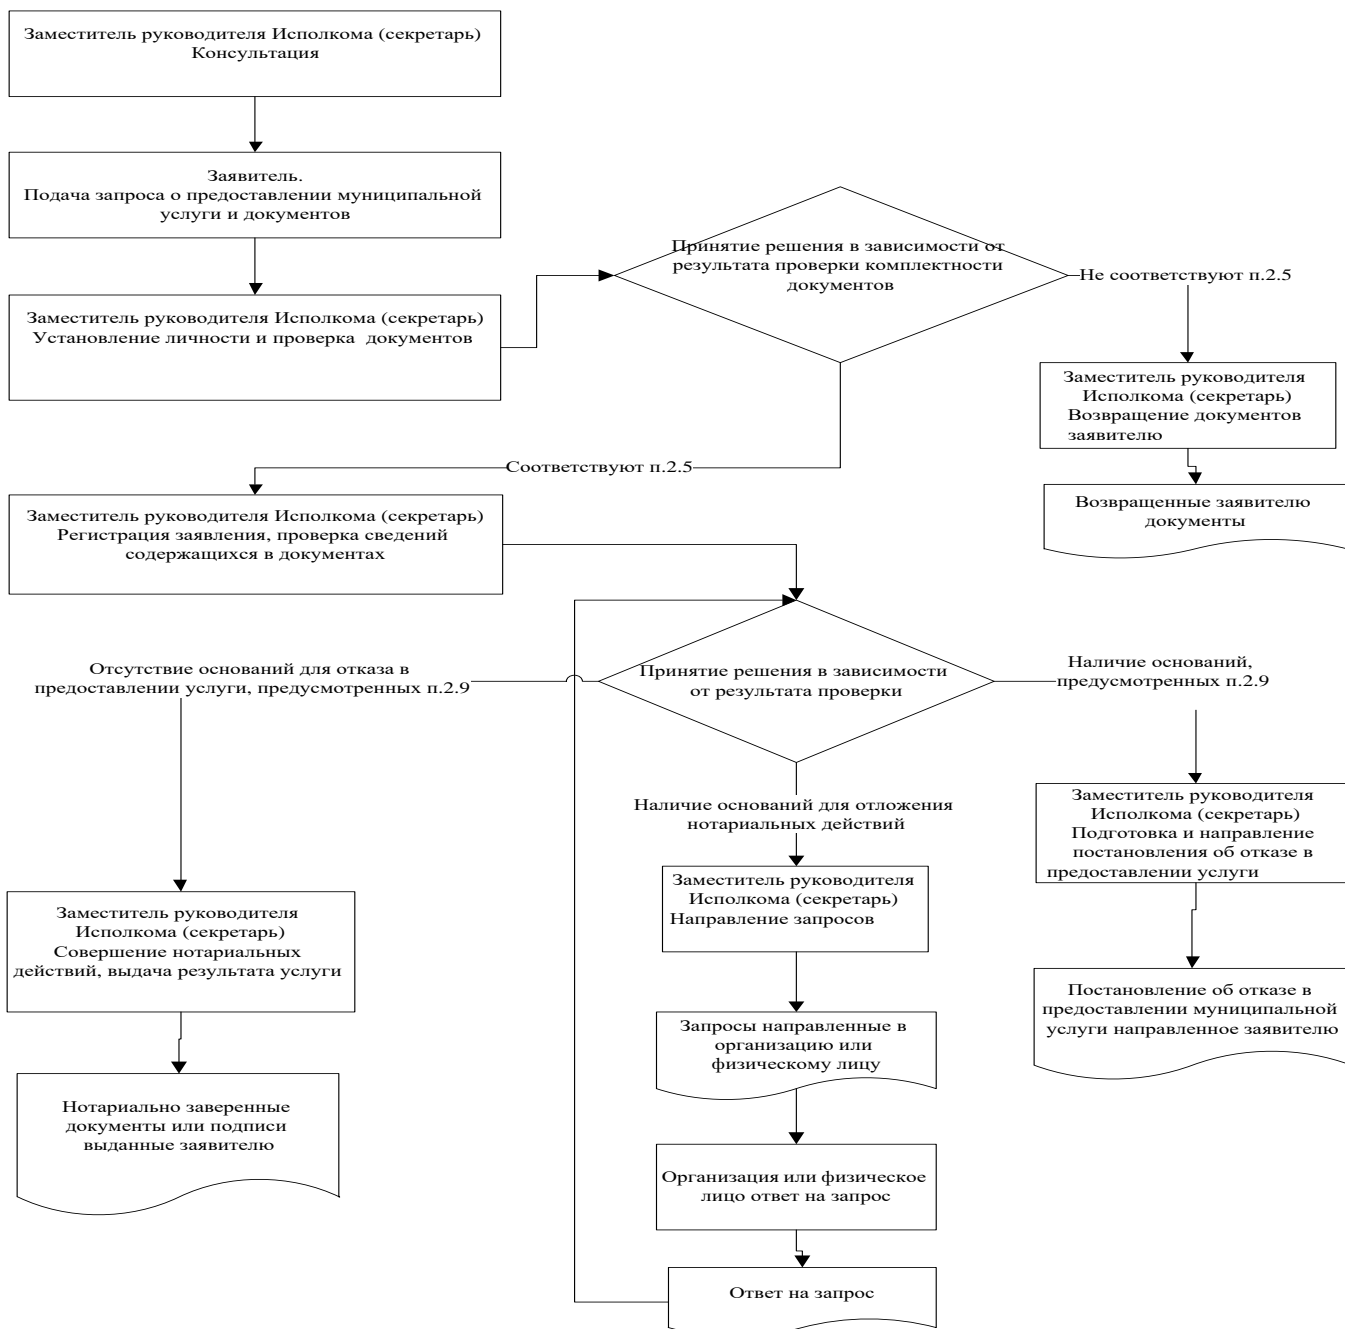 Заместитель руководителя Исполкома (секретарь)
Консультация
Заявитель.
Подача запроса о предоставлении муниципальной
услуги и документов
Заместитель руководителя Исполкома (секретарь)
Установление личности и проверка документов
Принятие решения в зависимости от
результата проверки комплектности
документов
Не соответствуют п.2.5
Заместитель руководителя
Исполкома (секретарь)
Возвращение документов
заявителю
Возвращенные заявителю
документы
Соответствуют п.2.5
Заместитель руководителя Исполкома (секретарь)
Регистрация заявления, проверка сведений
содержащихся в документах
Принятие решения в зависимости
от результата проверки
Отсутствие оснований для отказа в
предоставлении услуги, предусмотренных п.2.9
Наличие оснований,
предусмотренных п.2.9
Наличие оснований для отложения
нотариальных действий
Заместитель руководителя
Исполкома (секретарь)
Совершение нотариальных
действий, выдача результата услуги
Нотариально заверенные
документы или подписи
выданные заявителю
Заместитель руководителя
Исполкома (секретарь)
Направление запросов
Запросы направленные в
организацию или
физическому лицу
Организация или физическое
лицо ответ на запрос
Ответ на запрос
Заместитель руководителя
Исполкома (секретарь)
Подготовка и направление
постановления об отказе в
предоставлении услуги
Постановление об отказе в
предоставлении муниципальной
услуги направленное заявителю